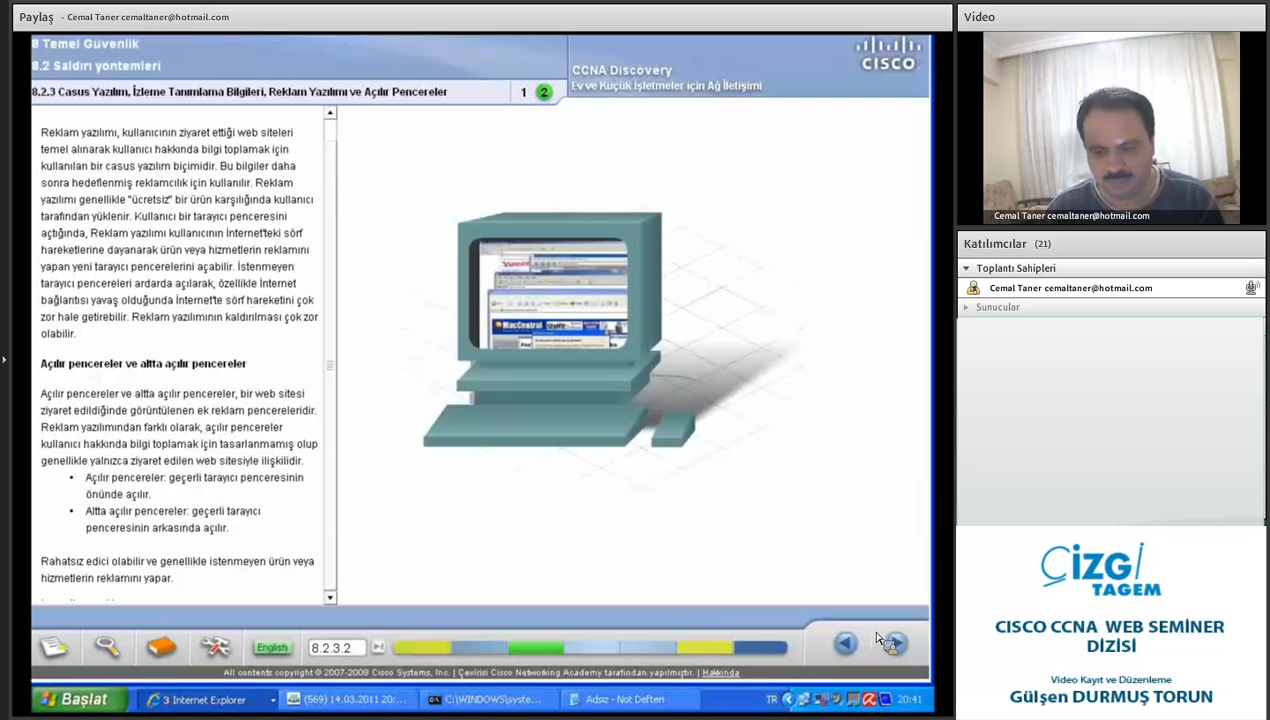 Paylaş - Cemal Taner cemaltaner@hotmail.com
8 Temel Güvenlik
8.2 Saldırı yöntemleri
8.2.3 Casus Yazılım, İzleme Tanımlama Bilgileri, Reklam Yazılımı ve Açılır Pencereler
1 2
CCNA Discovery
Ev ve Küçük İşletmeler için Ağ İletişimi
CISCO
Reklam yazılımı, kullanıcının ziyaret ettiği web siteleri
temel alınarak kullanıcı hakkında bilgi toplamak için
kullanılan bir casus yazılım biçimidir. Bu bilgiler daha
sonra hedeflenmiş reklamcılık için kullanılır. Reklam
yazılımı genellikle "ücretsiz" bir ürün karşılığında kullanıcı
tarafından yüklenir. Kullanıcı bir tarayıcı penceresini
açtığında, Reklam yazılımı kullanıcının İnternet'teki sörf
hareketlerine dayanarak ürün veya hizmetlerin reklamını
yapan yeni tarayıcı pencerelerini açabilir. İstenmeyen
tarayıcı pencereleri ardarda açılarak, özellikle İnternet
bağlantısı yavaş olduğunda İnternet'te sörf hareketini çok
zor hale getirebilir. Reklam yazılımının kaldırılması çok zor
olabilir.
Açılır pencereler ve altta açılır pencereler
Açılır pencereler ve altta açılır pencereler, bir web sitesi
ziyaret edildiğinde görüntülenen ek reklam pencereleridir.
Reklam yazılımından farklı olarak, açılır pencereler
kullanıcı hakkında bilgi toplamak için tasarlanmamış olup
genellikle yalnızca ziyaret edilen web sitesiyle ilişkilidir.
• Açılır pencereler: geçerli tarayıcı penceresinin
önünde açılır.
• Altta açılır pencereler: geçerli tarayıcı
penceresinin arkasında açılır.
Rahatsız edici olabilir ve genellikle istenmeyen ürün veya
hizmetlerin reklamını yapar.
YAHOO!
MacCentral
English
8.2.3.2
All contents copyright © 2007-2008 Cisco Systems, Inc. | Çevirisi Cisco Networking Academy tarafından yapılmıştır. | Hakkında
Başlat
3 Internet Explorer
(569) 14.03.2011 20:...
C:\WINDOWS\syste...
Adsız - Not Defteri
TR
20:41
Video
Cemal Taner cemaltaner@hotmail.com
Katılımcılar (21)
Toplantı Sahipleri
Cemal Taner cemaltaner@hotmail.com
Sunucular
ÇİZGİ
TAGEM
CISCO CCNA WEB SEMİNER
DİZİSİ
Video Kayıt ve Düzenleme
Gülşen DURMUŞ TORUN